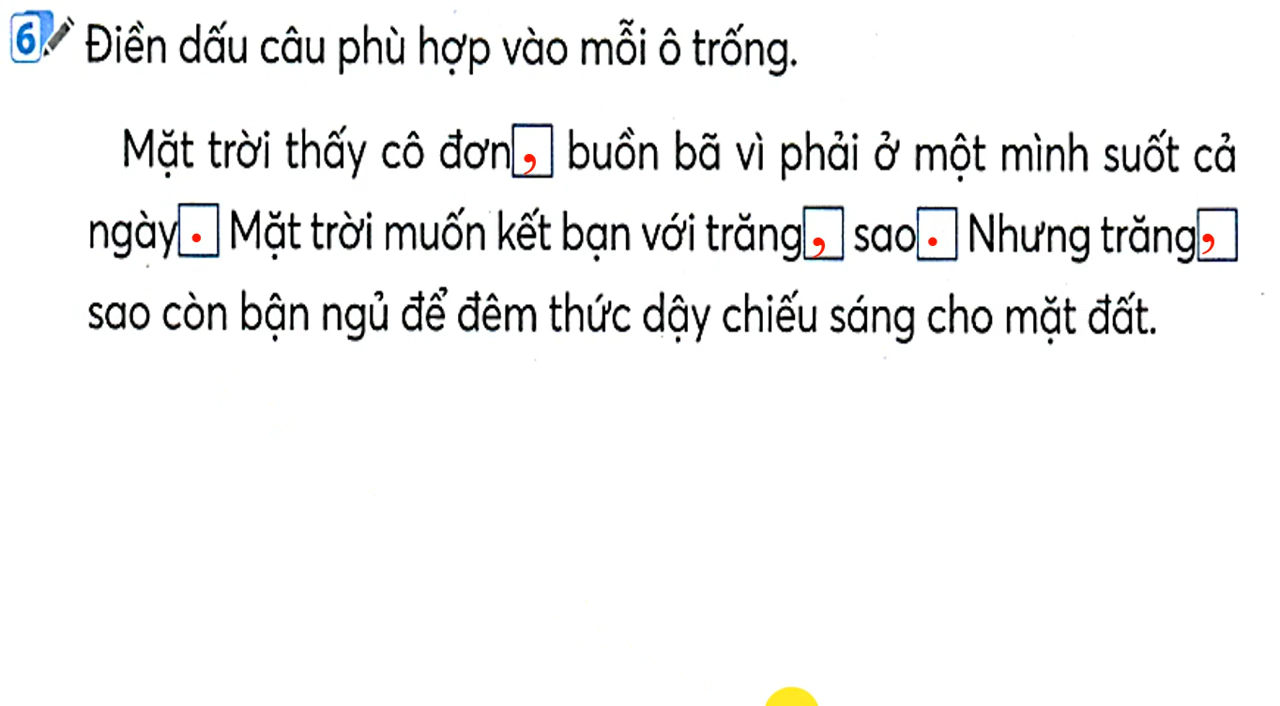 6 Điền dấu câu phù hợp vào mỗi ô trống.
Mặt trời thấy cô đơn, buồn bã vì phải ở một mình suốt cả
ngày. Mặt trời muốn kết bạn với trăng, sao. Nhưng trăng,
sao còn bận ngủ để đêm thức dậy chiếu sáng cho mặt đất.